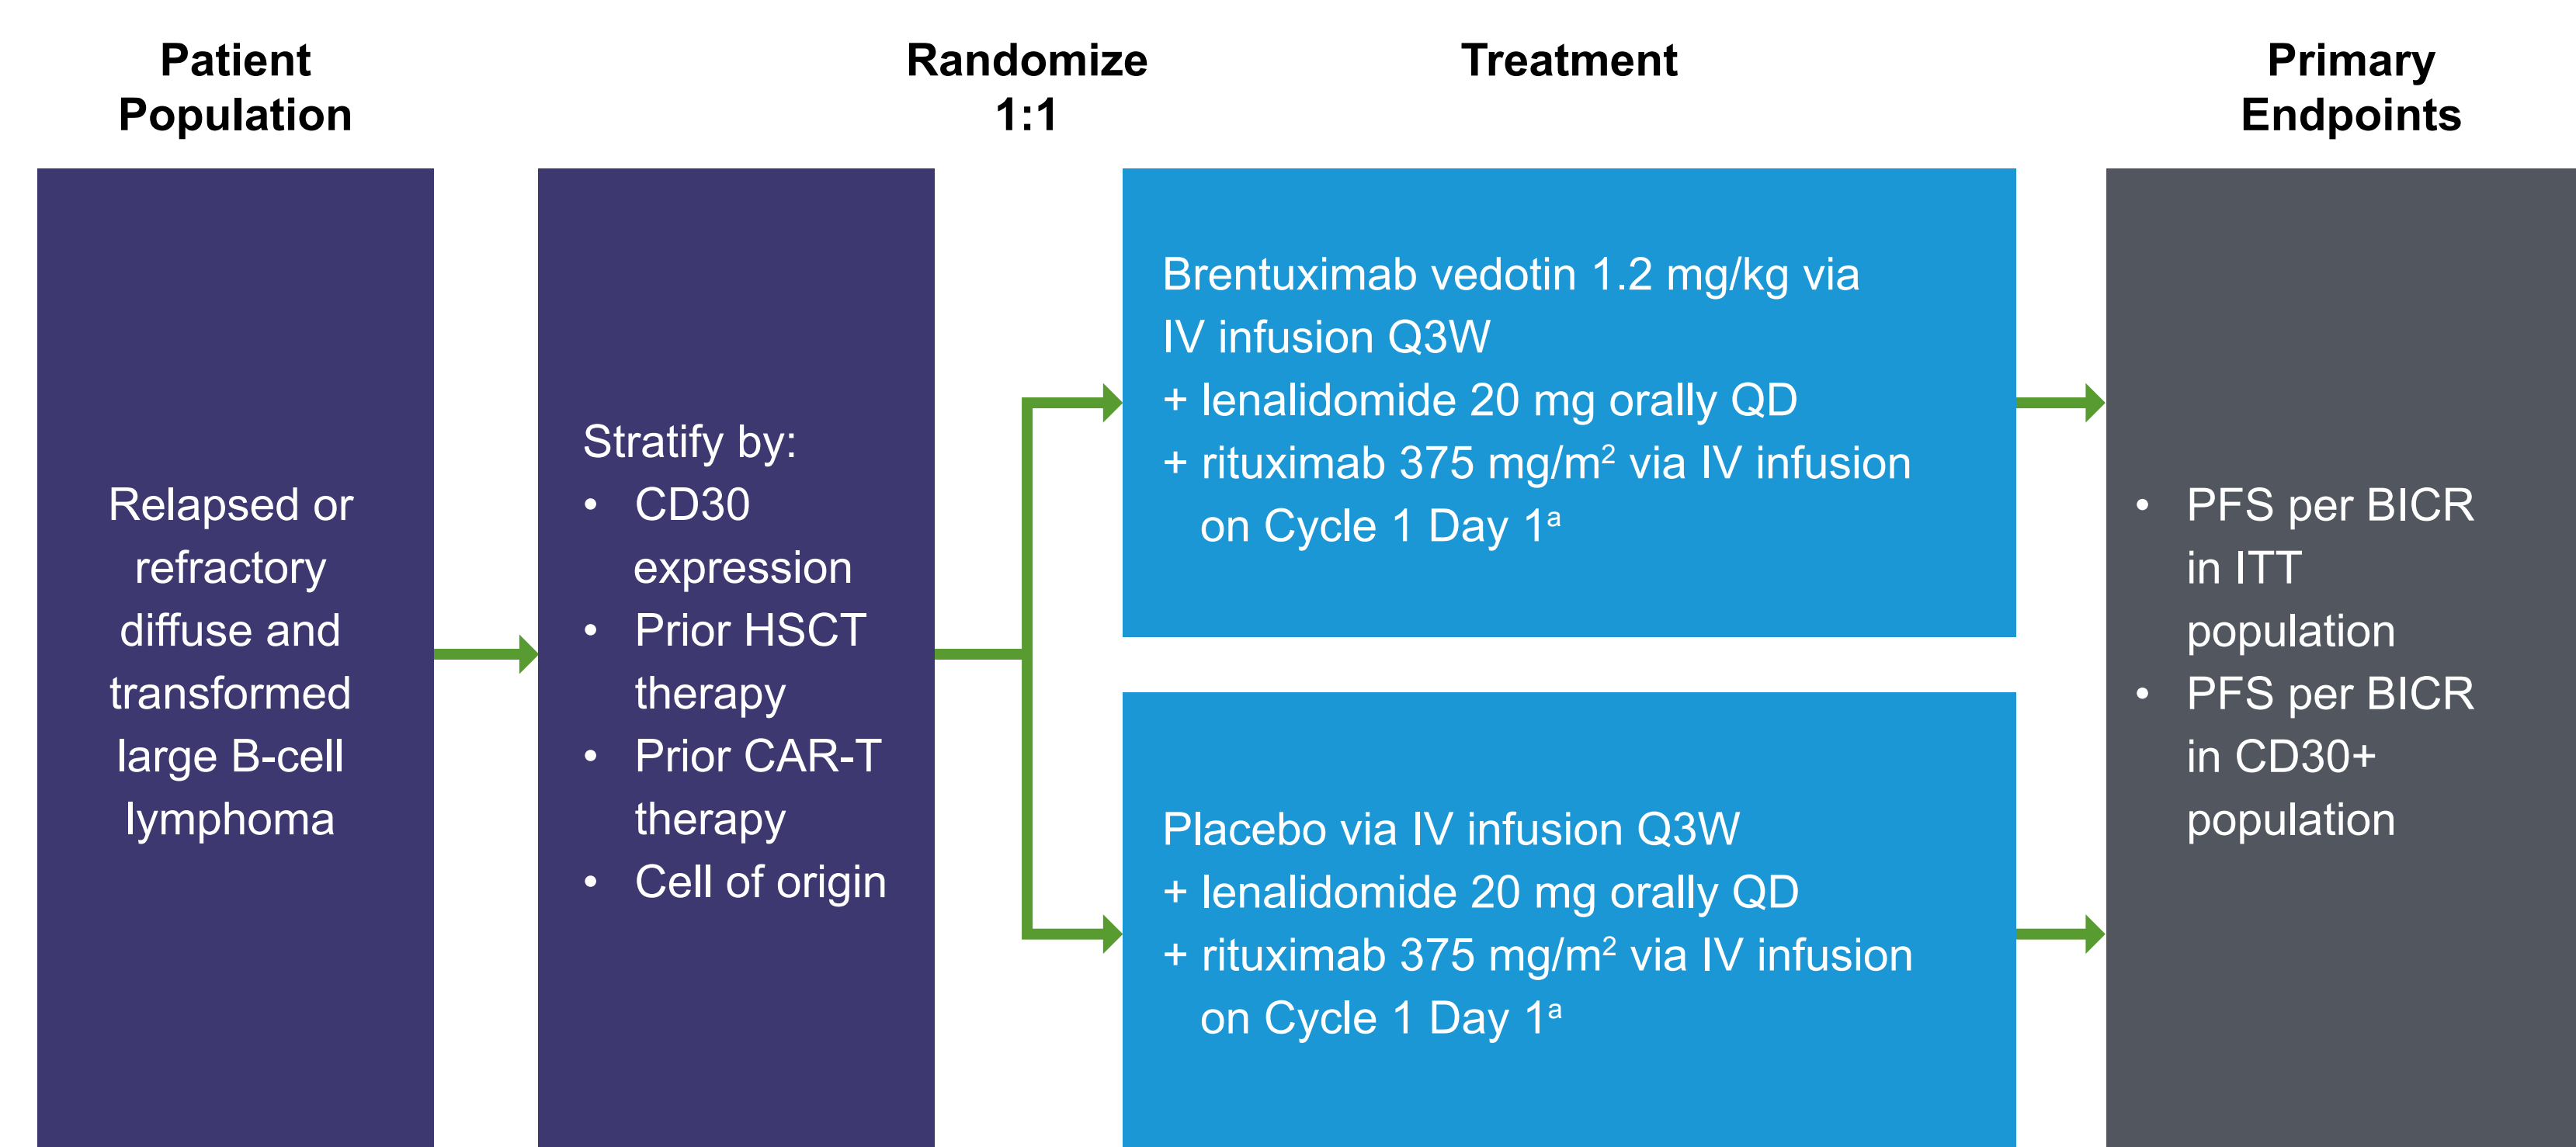 Patient
Population
Randomize
1:1
Treatment
Primary
Endpoints
Relapsed or
refractory
diffuse and
transformed
large B-cell
lymphoma
Stratify by:
• CD30
expression
• Prior HSCT
therapy
• Prior CAR-T
therapy
• Cell of origin
Brentuximab vedotin 1.2 mg/kg via
IV infusion Q3W
+ lenalidomide 20 mg orally QD
+ rituximab 375 mg/m² via IV infusion
on Cycle 1 Day 1ᵃ
Placebo via IV infusion Q3W
+ lenalidomide 20 mg orally QD
+ rituximab 375 mg/m² via IV infusion
on Cycle 1 Day 1ᵃ
• PFS per BICR
in ITT
population
• PFS per BICR
in CD30+
population